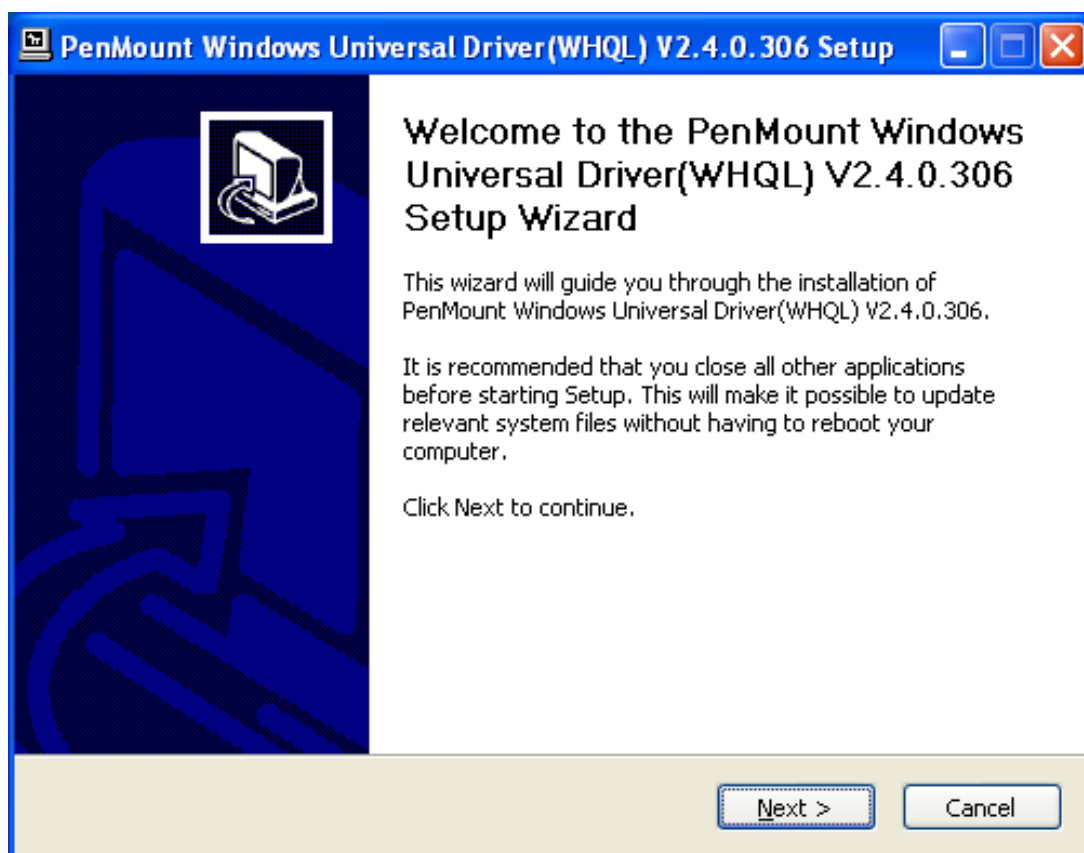 PenMount Windows Universal Driver(WHQL) V2.4.0.306 Setup
Welcome to the PenMount Windows
Universal Driver(WHQL) V2.4.0.306
Setup Wizard
This wizard will guide you through the installation of
PenMount Windows Universal Driver(WHQL) V2.4.0.306.
It is recommended that you close all other applications
before starting Setup. This will make it possible to update
relevant system files without having to reboot your
computer.
Click Next to continue.
Next >
Cancel